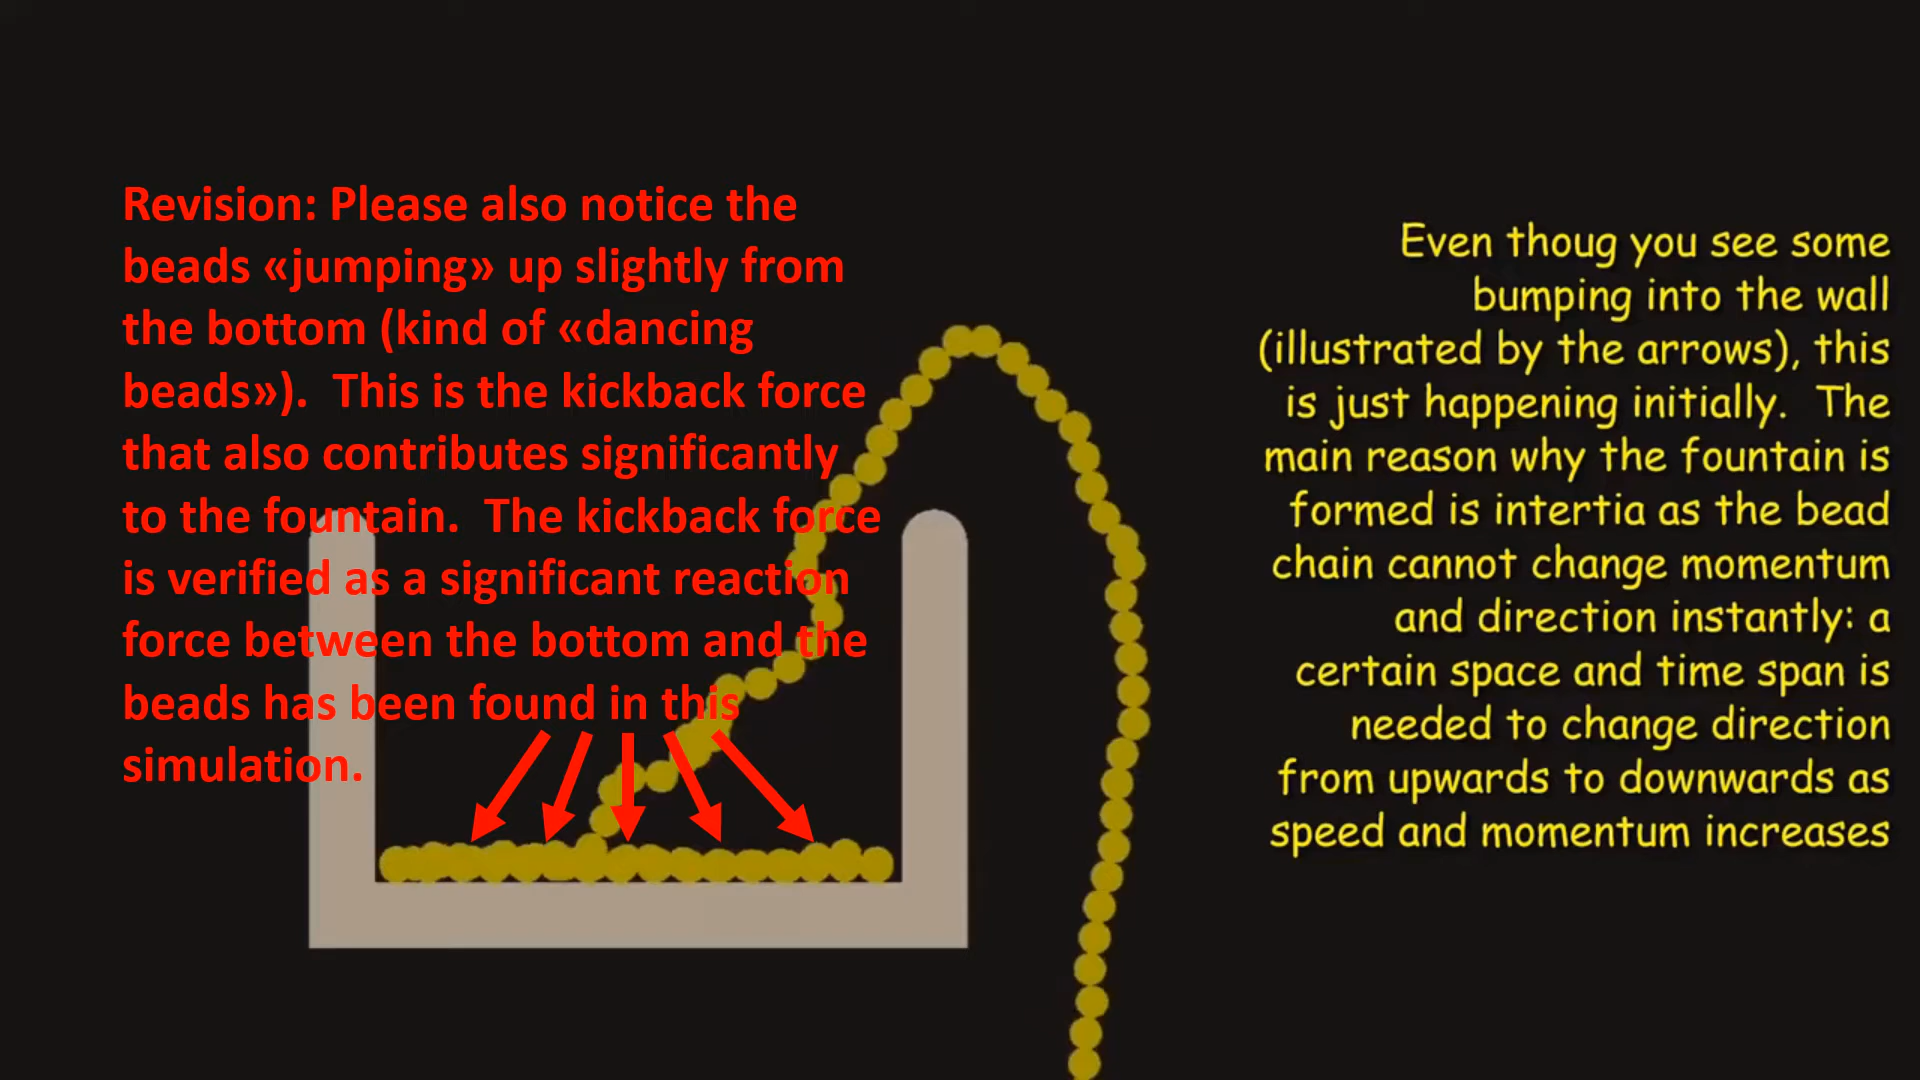 Revision: Please also notice the
beads «jumping» up slightly from
the bottom (kind of «dancing
beads»).  This is the kickback force
that also contributes significantly
to the fountain.  The kickback force
is verified as a significant reaction
force between the bottom and the
beads has been found in this
simulation.
Even thoug you see some
bumping into the wall
(illustrated by the arrows), this
is just happening initially.  The
main reason why the fountain is
formed is intertia as the bead
chain cannot change momentum
and direction instantly: a
certain space and time span is
needed to change direction
from upwards to downwards as
speed and momentum increases